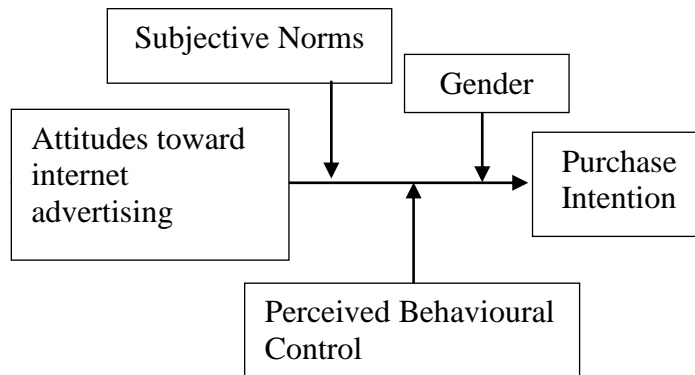 Subjective Norms
Gender
Attitudes toward
internet
advertising
Purchase
Intention
Perceived Behavioural
Control